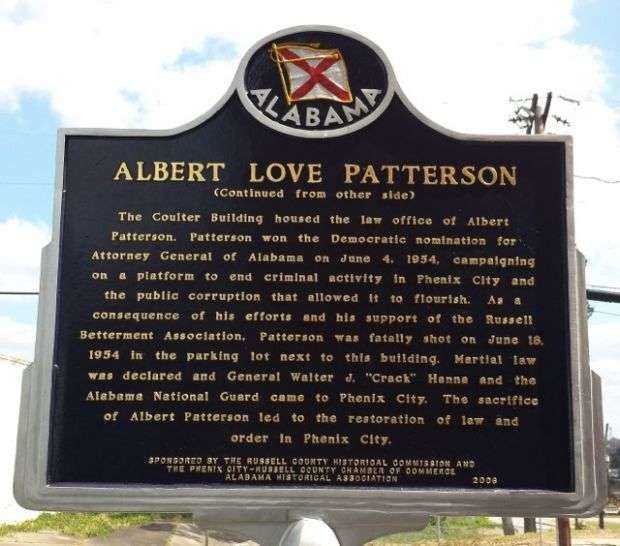 ALABAMA
ALBERT LOVE PATTERSON
(Continued from other side)
The Coulter Building housed the law office of Albert
Patterson. Patterson won the Democratic nomination for
Attorney General of Alabama on June 4, 1954, campaigning
on a platform to end criminal activity in Phenix City and
the public corruption that allowed it to flourish. As a
consequence of his efforts and his support of the Russell
Betterment Association, Patterson was fatally shot on June 18,
1954 in the parking lot next to this building. Martial law
was declared and General Walter J. "Crack" Hanna and the
Alabama National Guard came to Phenix City. The sacrifice
of Albert Patterson led to the restoration of law and
order in Phenix City.
SPONSORED BY THE RUSSELL COUNTY HISTORICAL COMMISSION AND
THE PHENIX CITY-RUSSELL COUNTY CHAMBER OF COMMERCE
ALABAMA HISTORICAL ASSOCIATION 2006